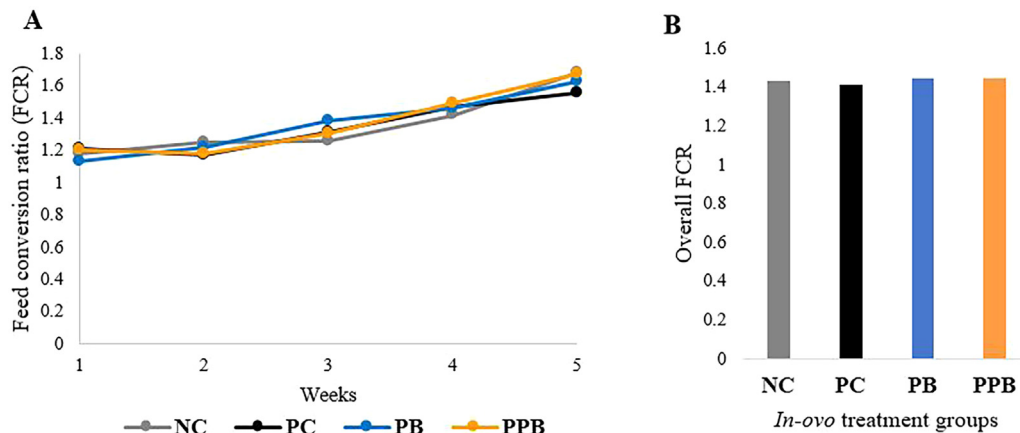 A
Feed conversion ratio (FCR)
1.8
1.6
1.4
1.2
1
0.8
0.6
0.4
0.2
0
1 2 3 4 5
Weeks
NC PC PB PPB
B
Overall FCR
1.6
1.4
1.2
1
0.8
0.6
0.4
0.2
0
NC PC PB PPB
In-ovo treatment groups